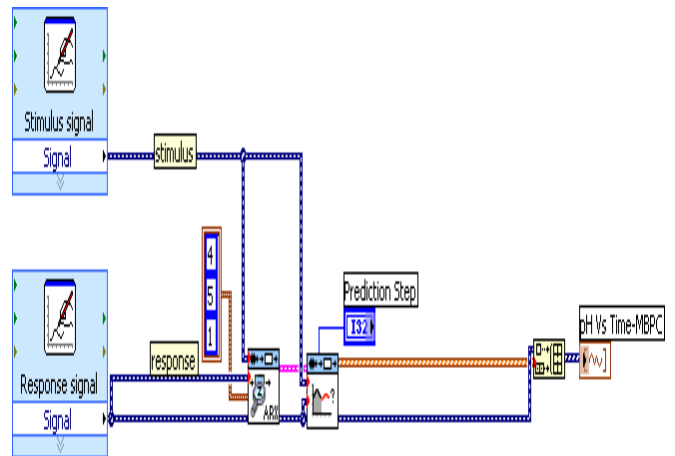 Stimulus signal
Signal
stimulus
4
5
1
Prediction Step
I32
pH Vs Time-MBPC
response
Response signal
Signal
ARX
?